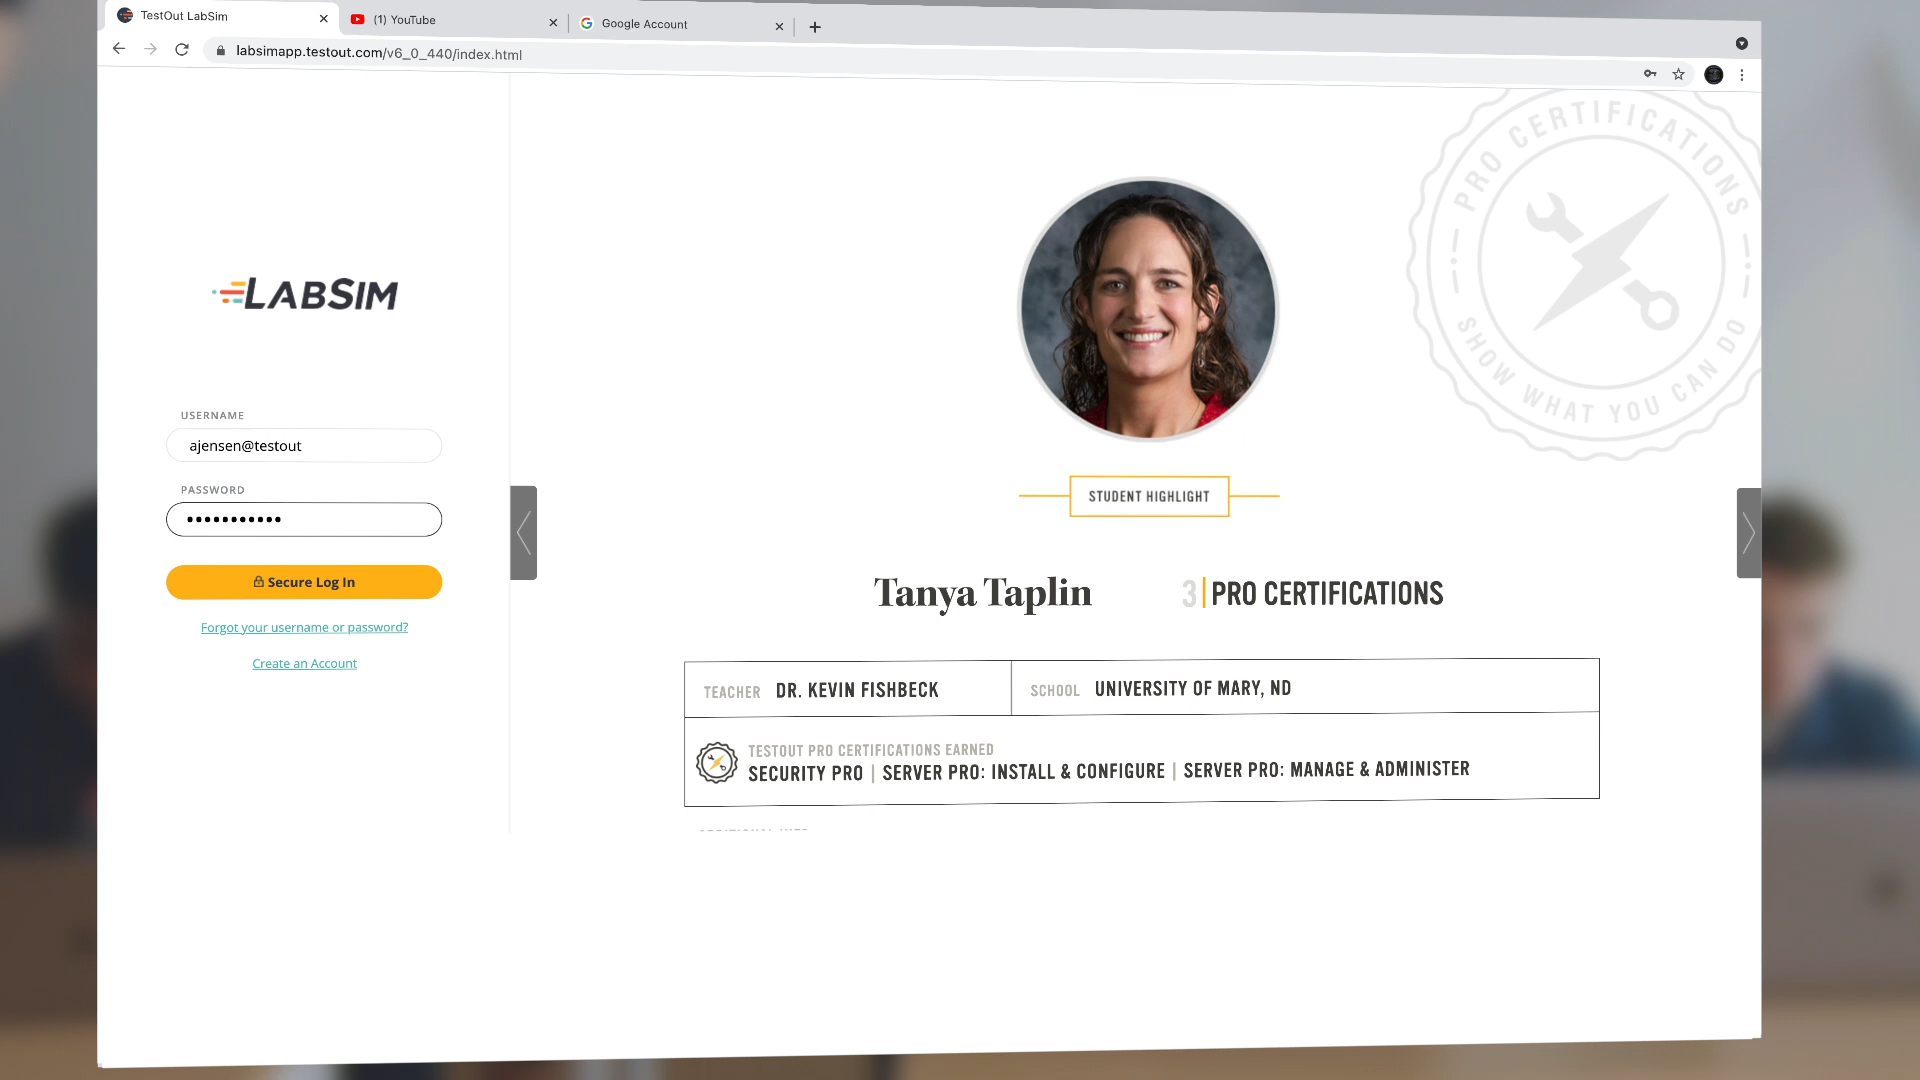 TestOut LabSim
(1) YouTube
Google Account
labsimapp.testout.com/v6_0_440/index.html
PRO CERTIFICATIONS
SHOW WHAT YOU CAN DO
LABSIM
USERNAME
ajensen@testout
PASSWORD
Secure Log In
Forgot your username or password?
Create an Account
STUDENT HIGHLIGHT
Tanya Taplin
3 | PRO CERTIFICATIONS
TEACHER DR. KEVIN FISHBECK
SCHOOL UNIVERSITY OF MARY, ND
TESTOUT PRO CERTIFICATIONS EARNED
SECURITY PRO | SERVER PRO: INSTALL & CONFIGURE | SERVER PRO: MANAGE & ADMINISTER